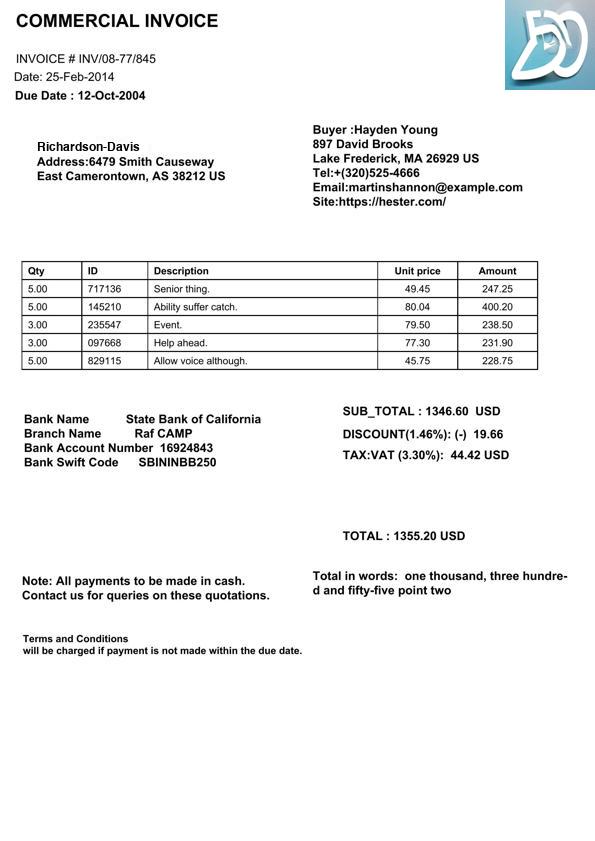 COMMERCIAL INVOICE
INVOICE # INV/08-77/845
Date: 25-Feb-2014
Due Date : 12-Oct-2004
Richardson-Davis
Address:6479 Smith Causeway
East Camerontown, AS 38212 US
Buyer :Hayden Young
897 David Brooks
Lake Frederick, MA 26929 US
Tel:+(320)525-4666
Email:martinshannon@example.com
Site:https://hester.com/
Qty ID Description Unit price Amount
5.00 717136 Senior thing. 49.45 247.25
5.00 145210 Ability suffer catch. 80.04 400.20
3.00 235547 Event. 79.50 238.50
3.00 097668 Help ahead. 77.30 231.90
5.00 829115 Allow voice although. 45.75 228.75
Bank Name State Bank of California
Branch Name Raf CAMP
Bank Account Number 16924843
Bank Swift Code SBININBB250
SUB_TOTAL : 1346.60 USD
DISCOUNT(1.46%): (-) 19.66
TAX:VAT (3.30%): 44.42 USD
TOTAL : 1355.20 USD
Note: All payments to be made in cash.
Contact us for queries on these quotations.
Total in words: one thousand, three hundre-
d and fifty-five point two
Terms and Conditions
will be charged if payment is not made within the due date.